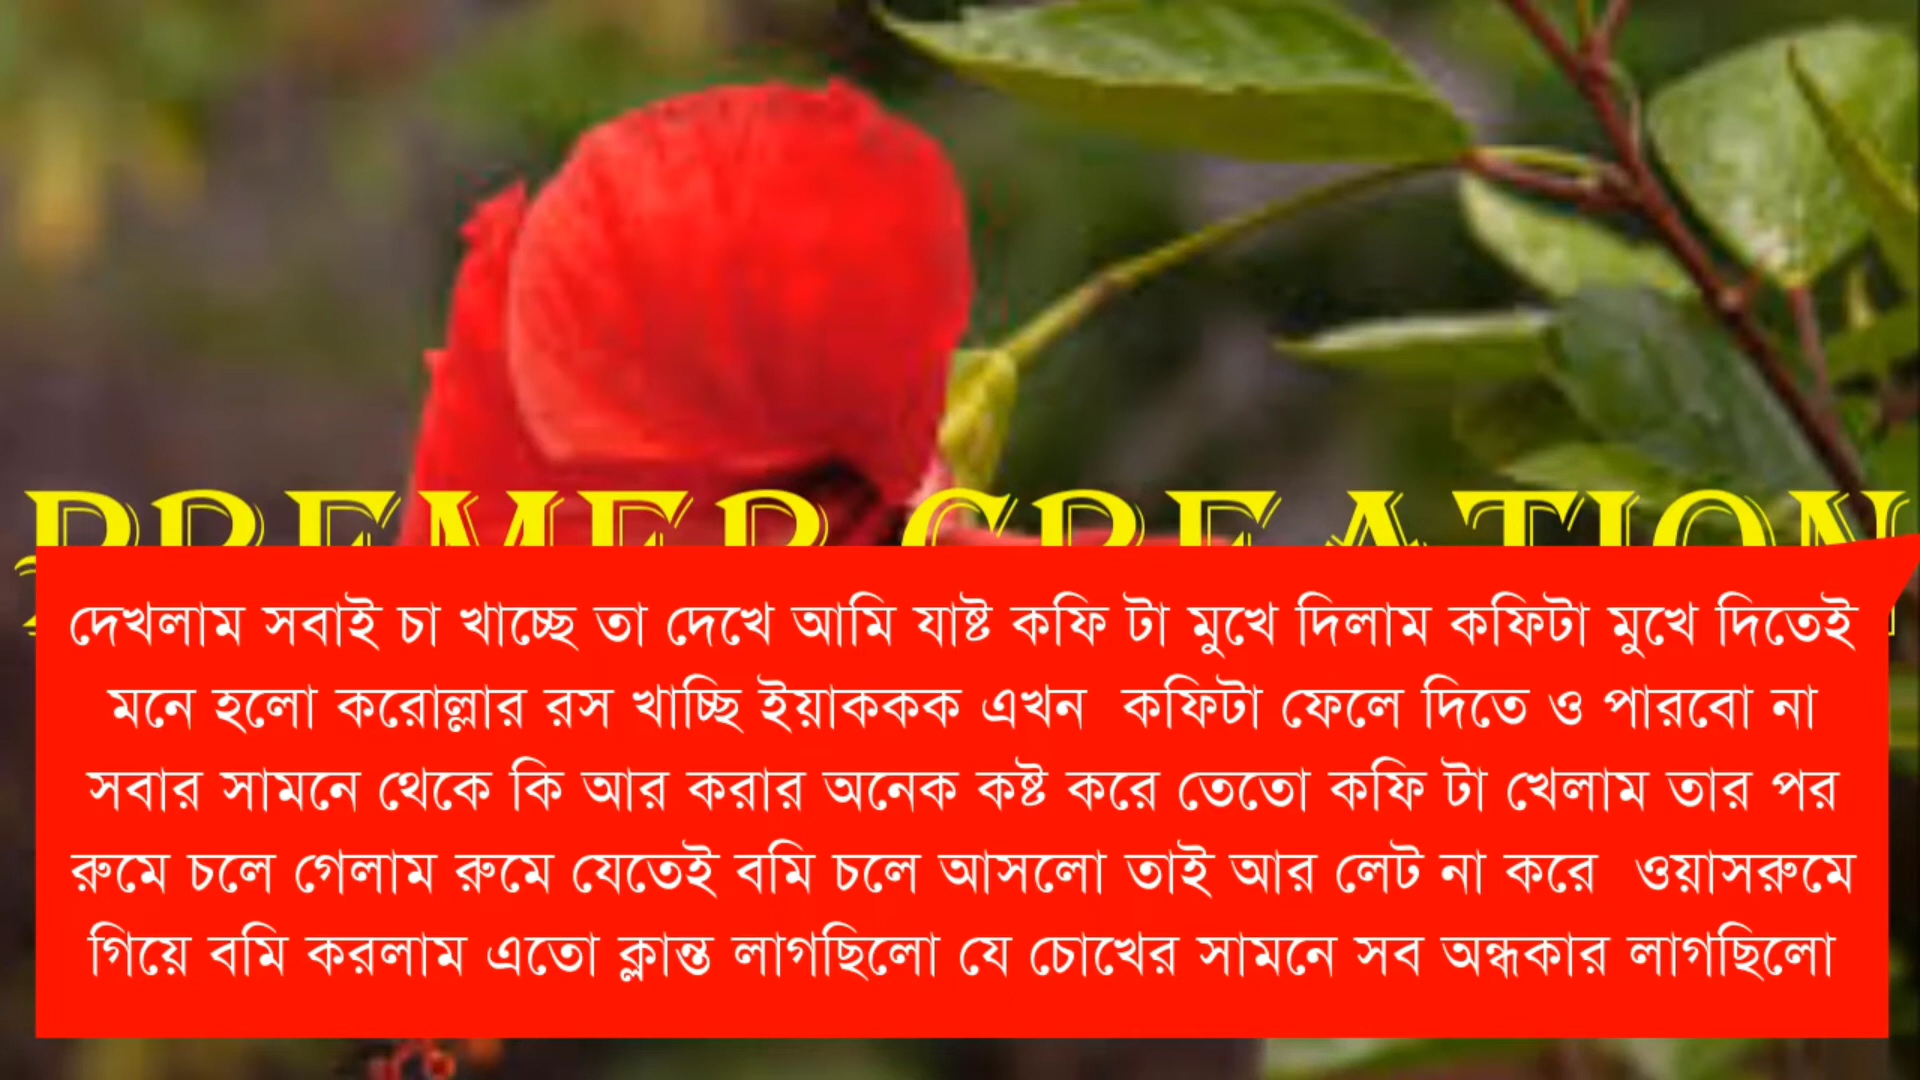 PREMER CREATION
দেখলাম সবাই চা খাচ্ছে তা দেখে আমি যাষ্ট কফি টা মুখে দিলাম কফিটা মুখে দিতেই
মনে হলো করোল্লার রস খাচ্ছি ইয়াককক এখন কফিটা ফেলে দিতে ও পারবো না
সবার সামনে থেকে কি আর করার অনেক কষ্ট করে তেতো কফি টা খেলাম তার পর
রুমে চলে গেলাম রুমে যেতেই বমি চলে আসলো তাই আর লেট না করে ওয়াসরুমে
গিয়ে বমি করলাম এতো ক্লান্ত লাগছিলো যে চোখের সামনে সব অন্ধকার লাগছিলো